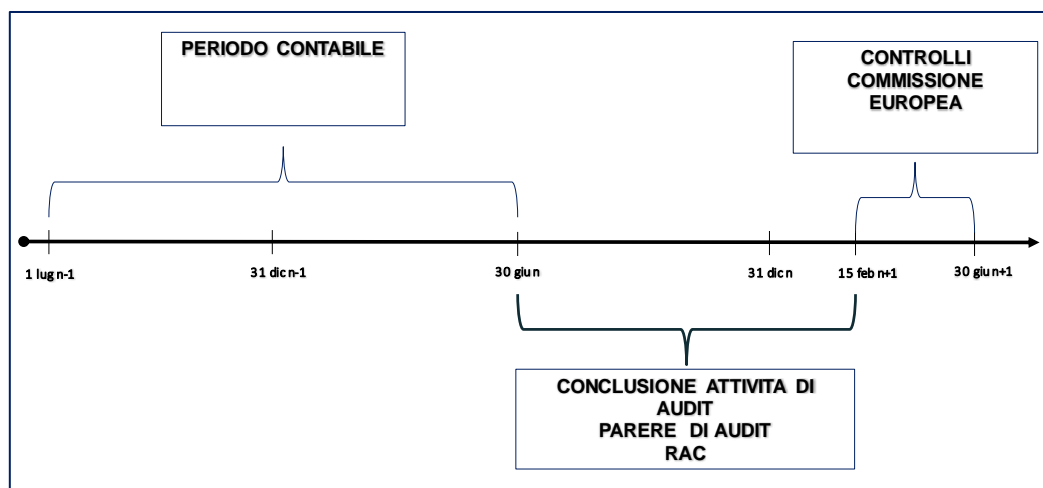 PERIODO CONTABILE
CONTROLLI
COMMISSIONE
EUROPEA
1 lug n-1
31 dic n-1
30 giu n
31 dic n
15 feb n+1
30 giu n+1
CONCLUSIONE ATTIVITA DI
AUDIT
PARERE DI AUDIT
RAC